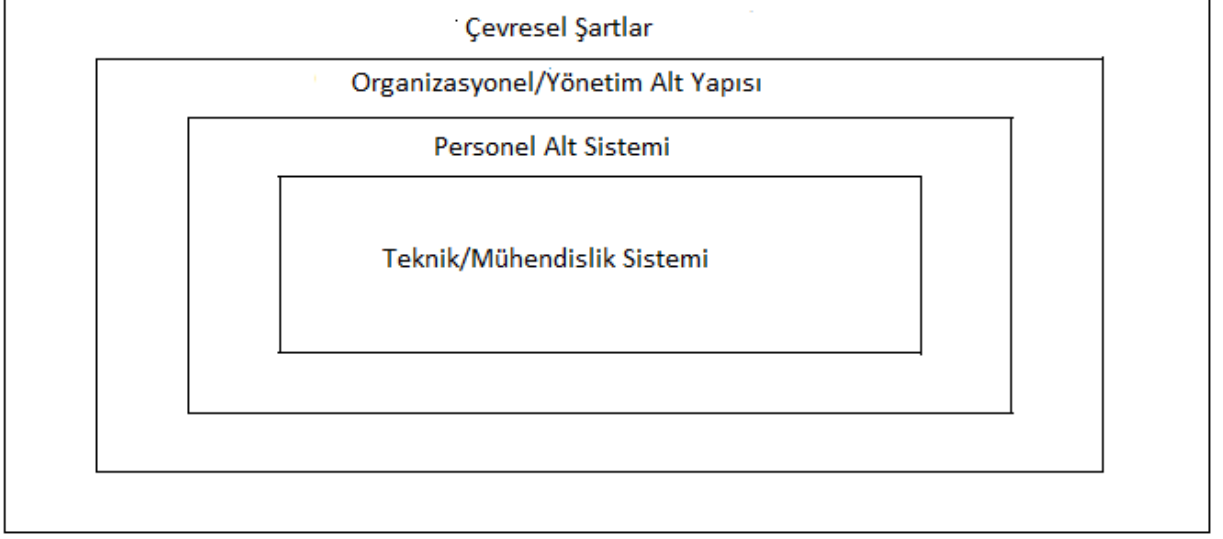 Çevresel Şartlar
Organizasyonel/Yönetim Alt Yapısı
Personel Alt Sistemi
Teknik/Mühendislik Sistemi